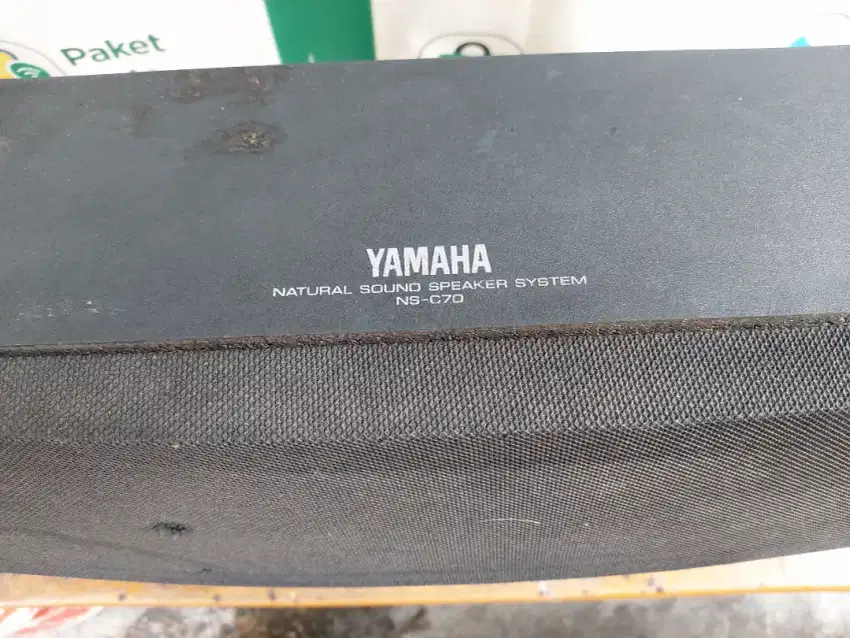 Paket
YAMAHA
NATURAL SOUND SPEAKER SYSTEM
NS-C70